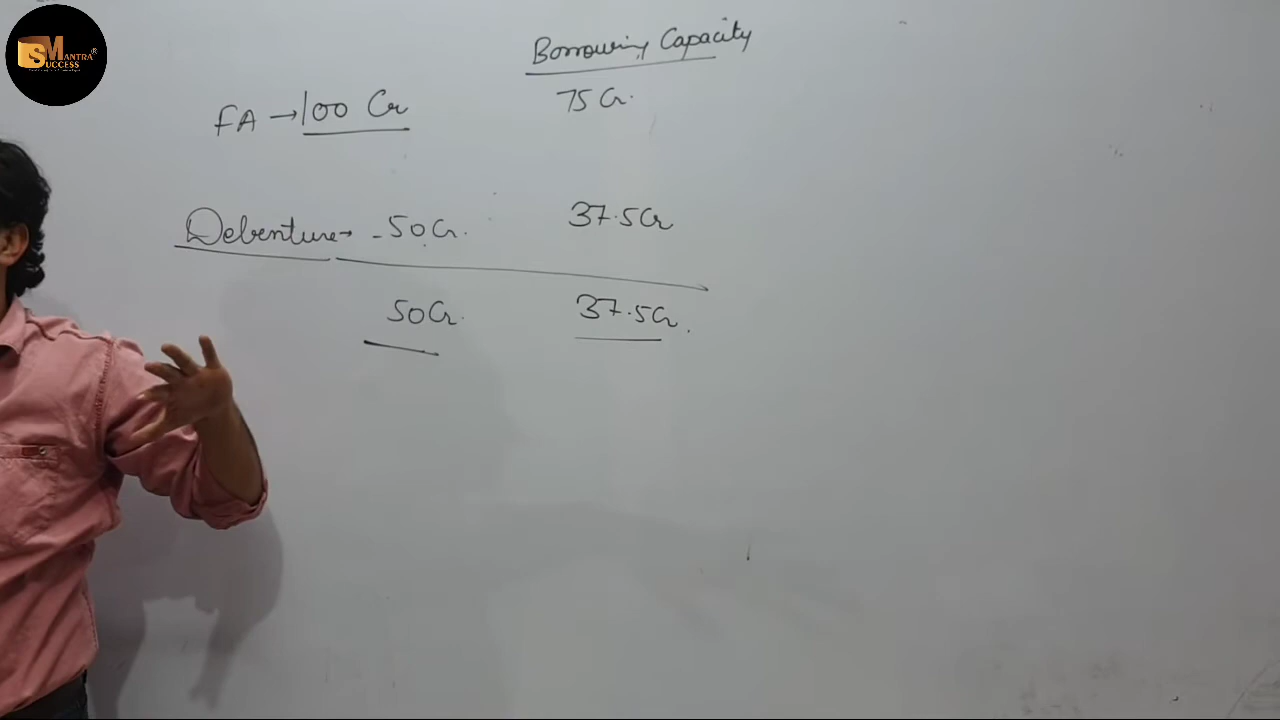 SMANTRA®
SUCCESS
Borrowing Capacity
FA → 100 Cr 75 Cr.
Debenture → - 50 Cr. 37.5 Cr
50 Cr. 37.5 Cr.